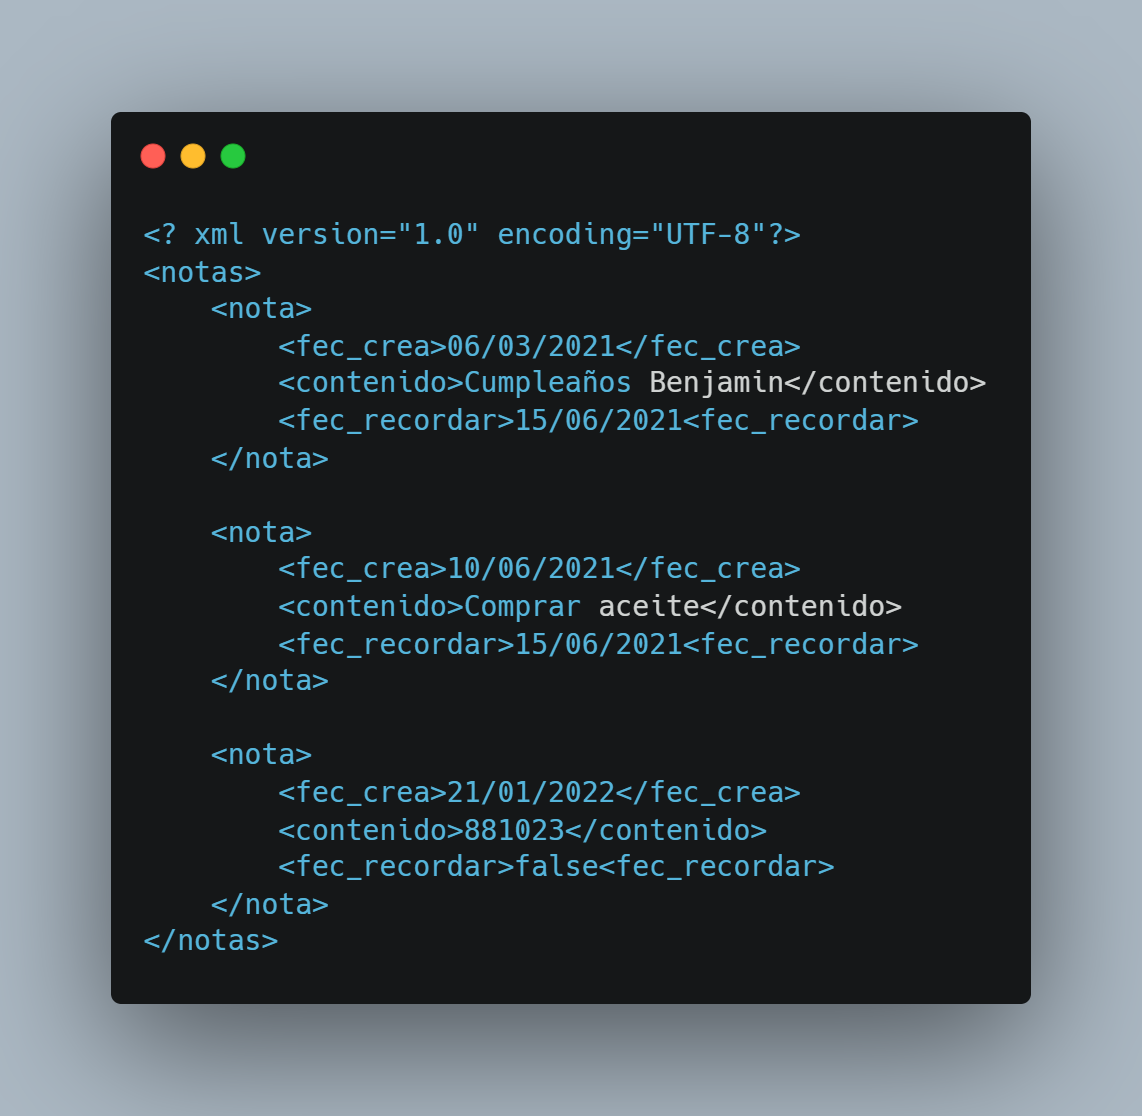 <? xml version="1.0" encoding="UTF-8"?>
<notas>
    <nota>
        <fec_crea>06/03/2021</fec_crea>
        <contenido>Cumpleaños Benjamin</contenido>
        <fec_recordar>15/06/2021<fec_recordar>
    </nota>

    <nota>
        <fec_crea>10/06/2021</fec_crea>
        <contenido>Comprar aceite</contenido>
        <fec_recordar>15/06/2021<fec_recordar>
    </nota>

    <nota>
        <fec_crea>21/01/2022</fec_crea>
        <contenido>881023</contenido>
        <fec_recordar>false<fec_recordar>
    </nota>
</notas>